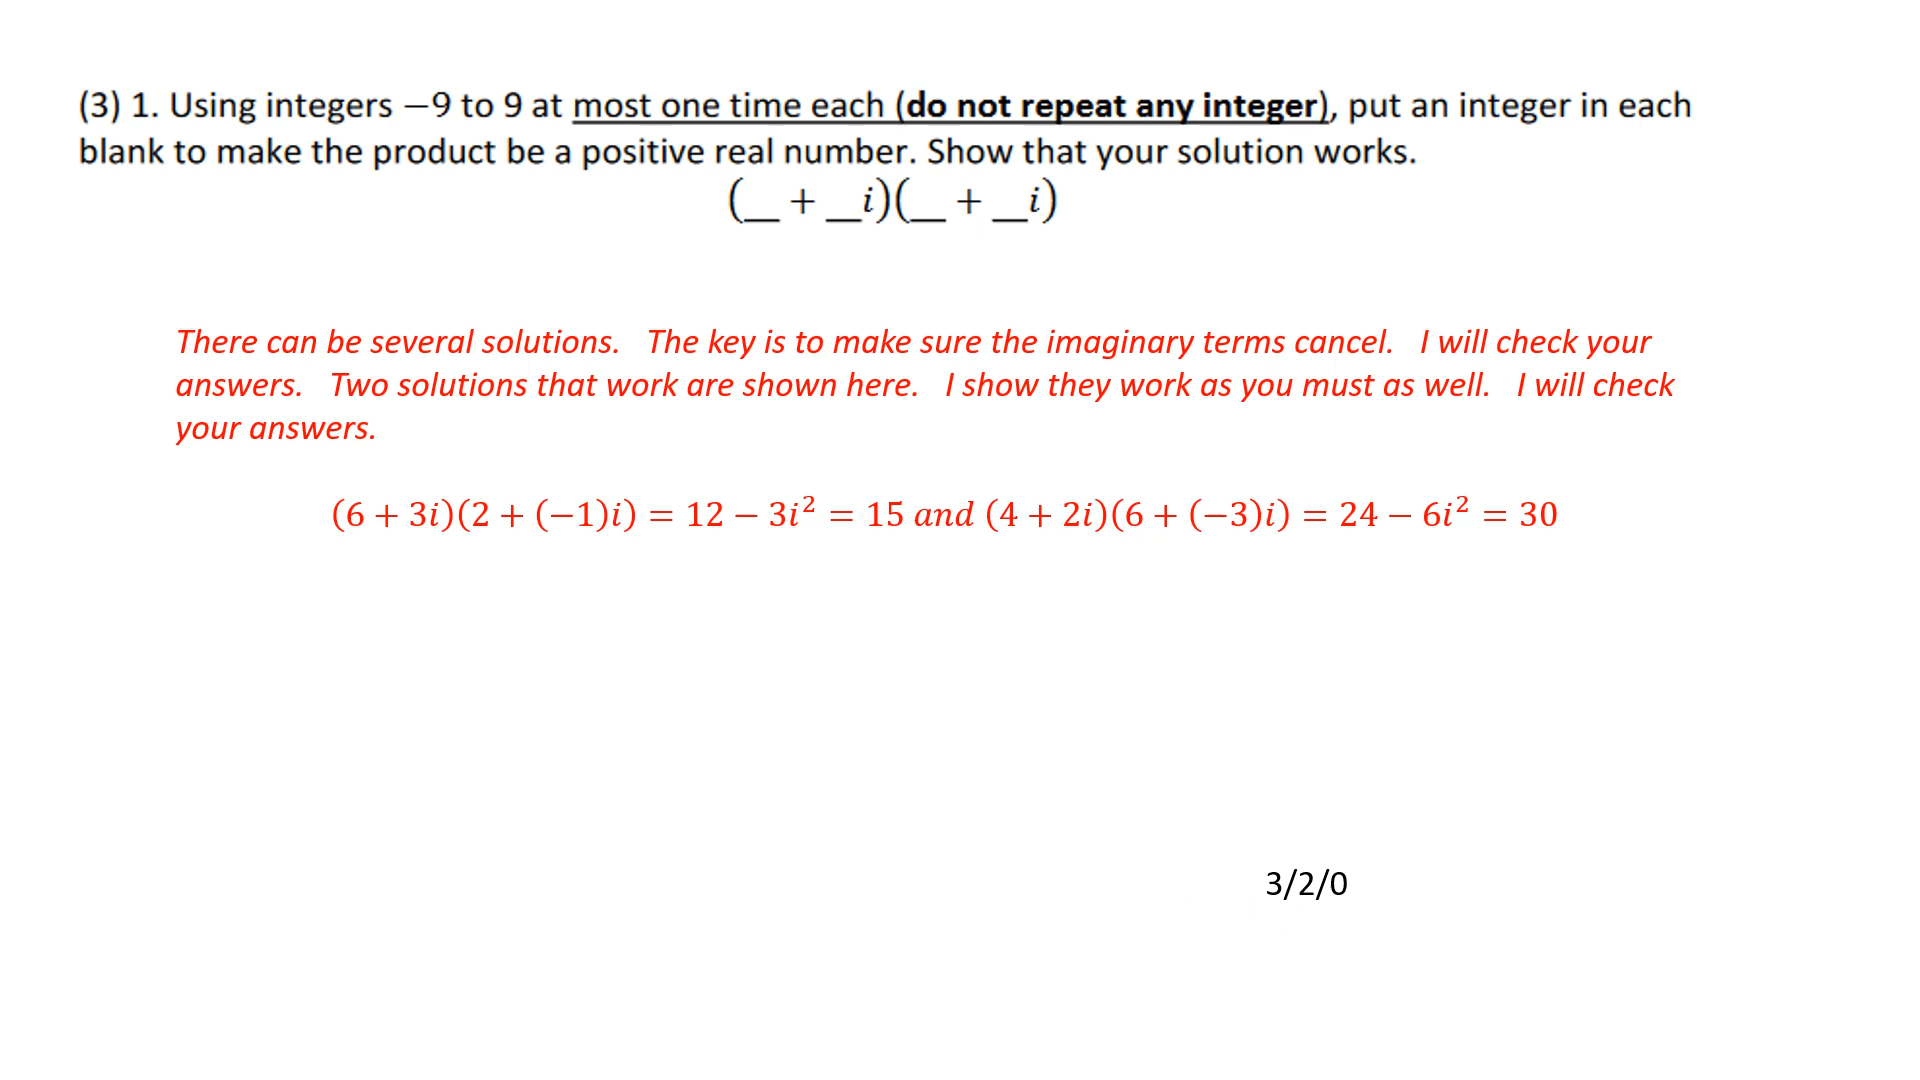 (3) 1. Using integers −9 to 9 at most one time each (do not repeat any integer), put an integer in each
blank to make the product be a positive real number. Show that your solution works.
(__ + __i)(__ + __i)
There can be several solutions. The key is to make sure the imaginary terms cancel. I will check your
answers. Two solutions that work are shown here. I show they work as you must as well. I will check
your answers.
(6 + 3i)(2 + (−1)i) = 12 − 3i² = 15 and (4 + 2i)(6 + (−3)i) = 24 − 6i² = 30
3/2/0